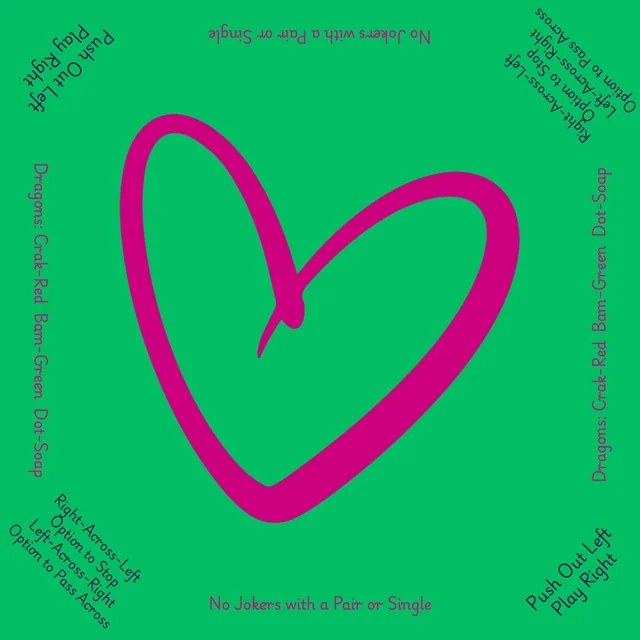 Push Out Left
Play Right
No Jokers with a Pair or Single
Right-Across-Left
Option to Stop
Left-Across-Right
Option to Pass Across
Dragons: Crak-Red Bam-Green Dot-Soap
Dragons: Crak-Red Bam-Green Dot-Soap
Right-Across-Left
Option to Stop
Left-Across-Right
Option to Pass Across
No Jokers with a Pair or Single
Push Out Left
Play Right